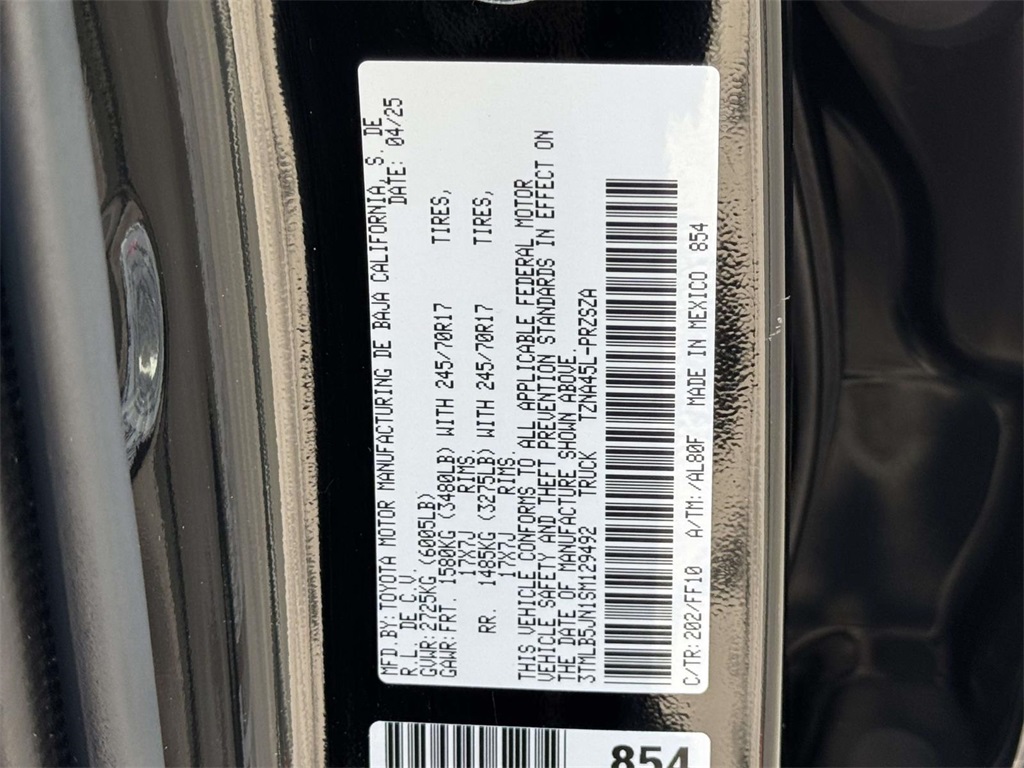 MFD.BY: TOYOTA MOTOR MANUFACTURING DE BAJA CALIFORNIA, S. DE
R.L. DE C.V. DATE: 04/25
GVWR: 2725KG (6005LB)
GAWR: FRT. 1580KG (3480LB) WITH 245/70R17 TIRES,
17X7J RIMS.
RR. 1485KG (3275LB) WITH 245/70R17 TIRES,
17X7J RIMS.
THIS VEHICLE CONFORMS TO ALL APPLICABLE FEDERAL MOTOR
VEHICLE SAFETY AND THEFT PREVENTION STANDARDS IN EFFECT ON
THE DATE OF MANUFACTURE SHOWN ABOVE.
3TMLB5JN1SM129492 TRUCK TZNA45L-PRZSZA
C/TR: 202/FF10 A/TM: /AL80F MADE IN MEXICO 854
854